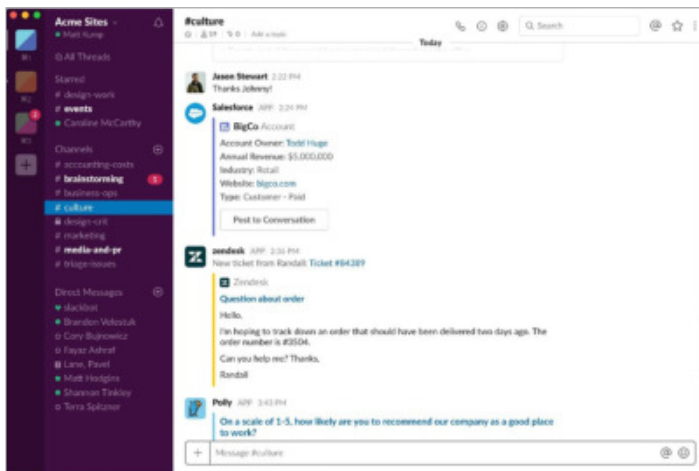 Acme Sites
Matt Kump
All Threads
Starred
# design-work
# events
Caroline McCarthy
Channels
# accounting-costs
# brainstorming 1
# business-ops
# culture
design-crit
# marketing
# media-and-pr
# triage-issues
Direct Messages
slackbot
Brandon Velestuk
Cory Bujnowicz
Fayaz Ashraf
Lane, Pavel
Matt Hodgins
Shannon Tinkley
Terra Spitzner
#culture
Add a topic
Search
Today
Jason Stewart 2:22 PM
Thanks Johnny!
Salesforce APP 2:24 PM
BigCo Account
Account Owner: Todd Huge
Annual Revenue: $5,000,000
Industry: Retail
Website: bigco.com
Type: Customer - Paid
Post to Conversation
zendesk APP 2:36 PM
New ticket from Randall: Ticket #84389
Zendesk
Question about order
Hello,
I'm hoping to track down an order that should have been delivered two days ago. The
order number is #3504.
Can you help me? Thanks,
Randall
Polly APP 3:43 PM
On a scale of 1-5, how likely are you to recommend our company as a good place
to work?
Message #culture